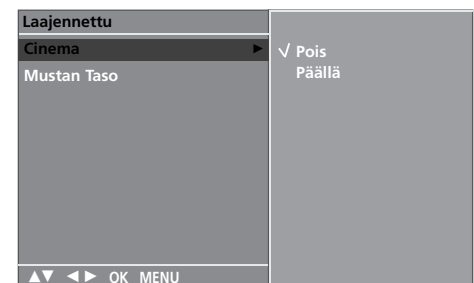 Laajennettu
Cinema ►
√ Pois
Päällä
Mustan Taso
▲▼ ◄► OK MENU